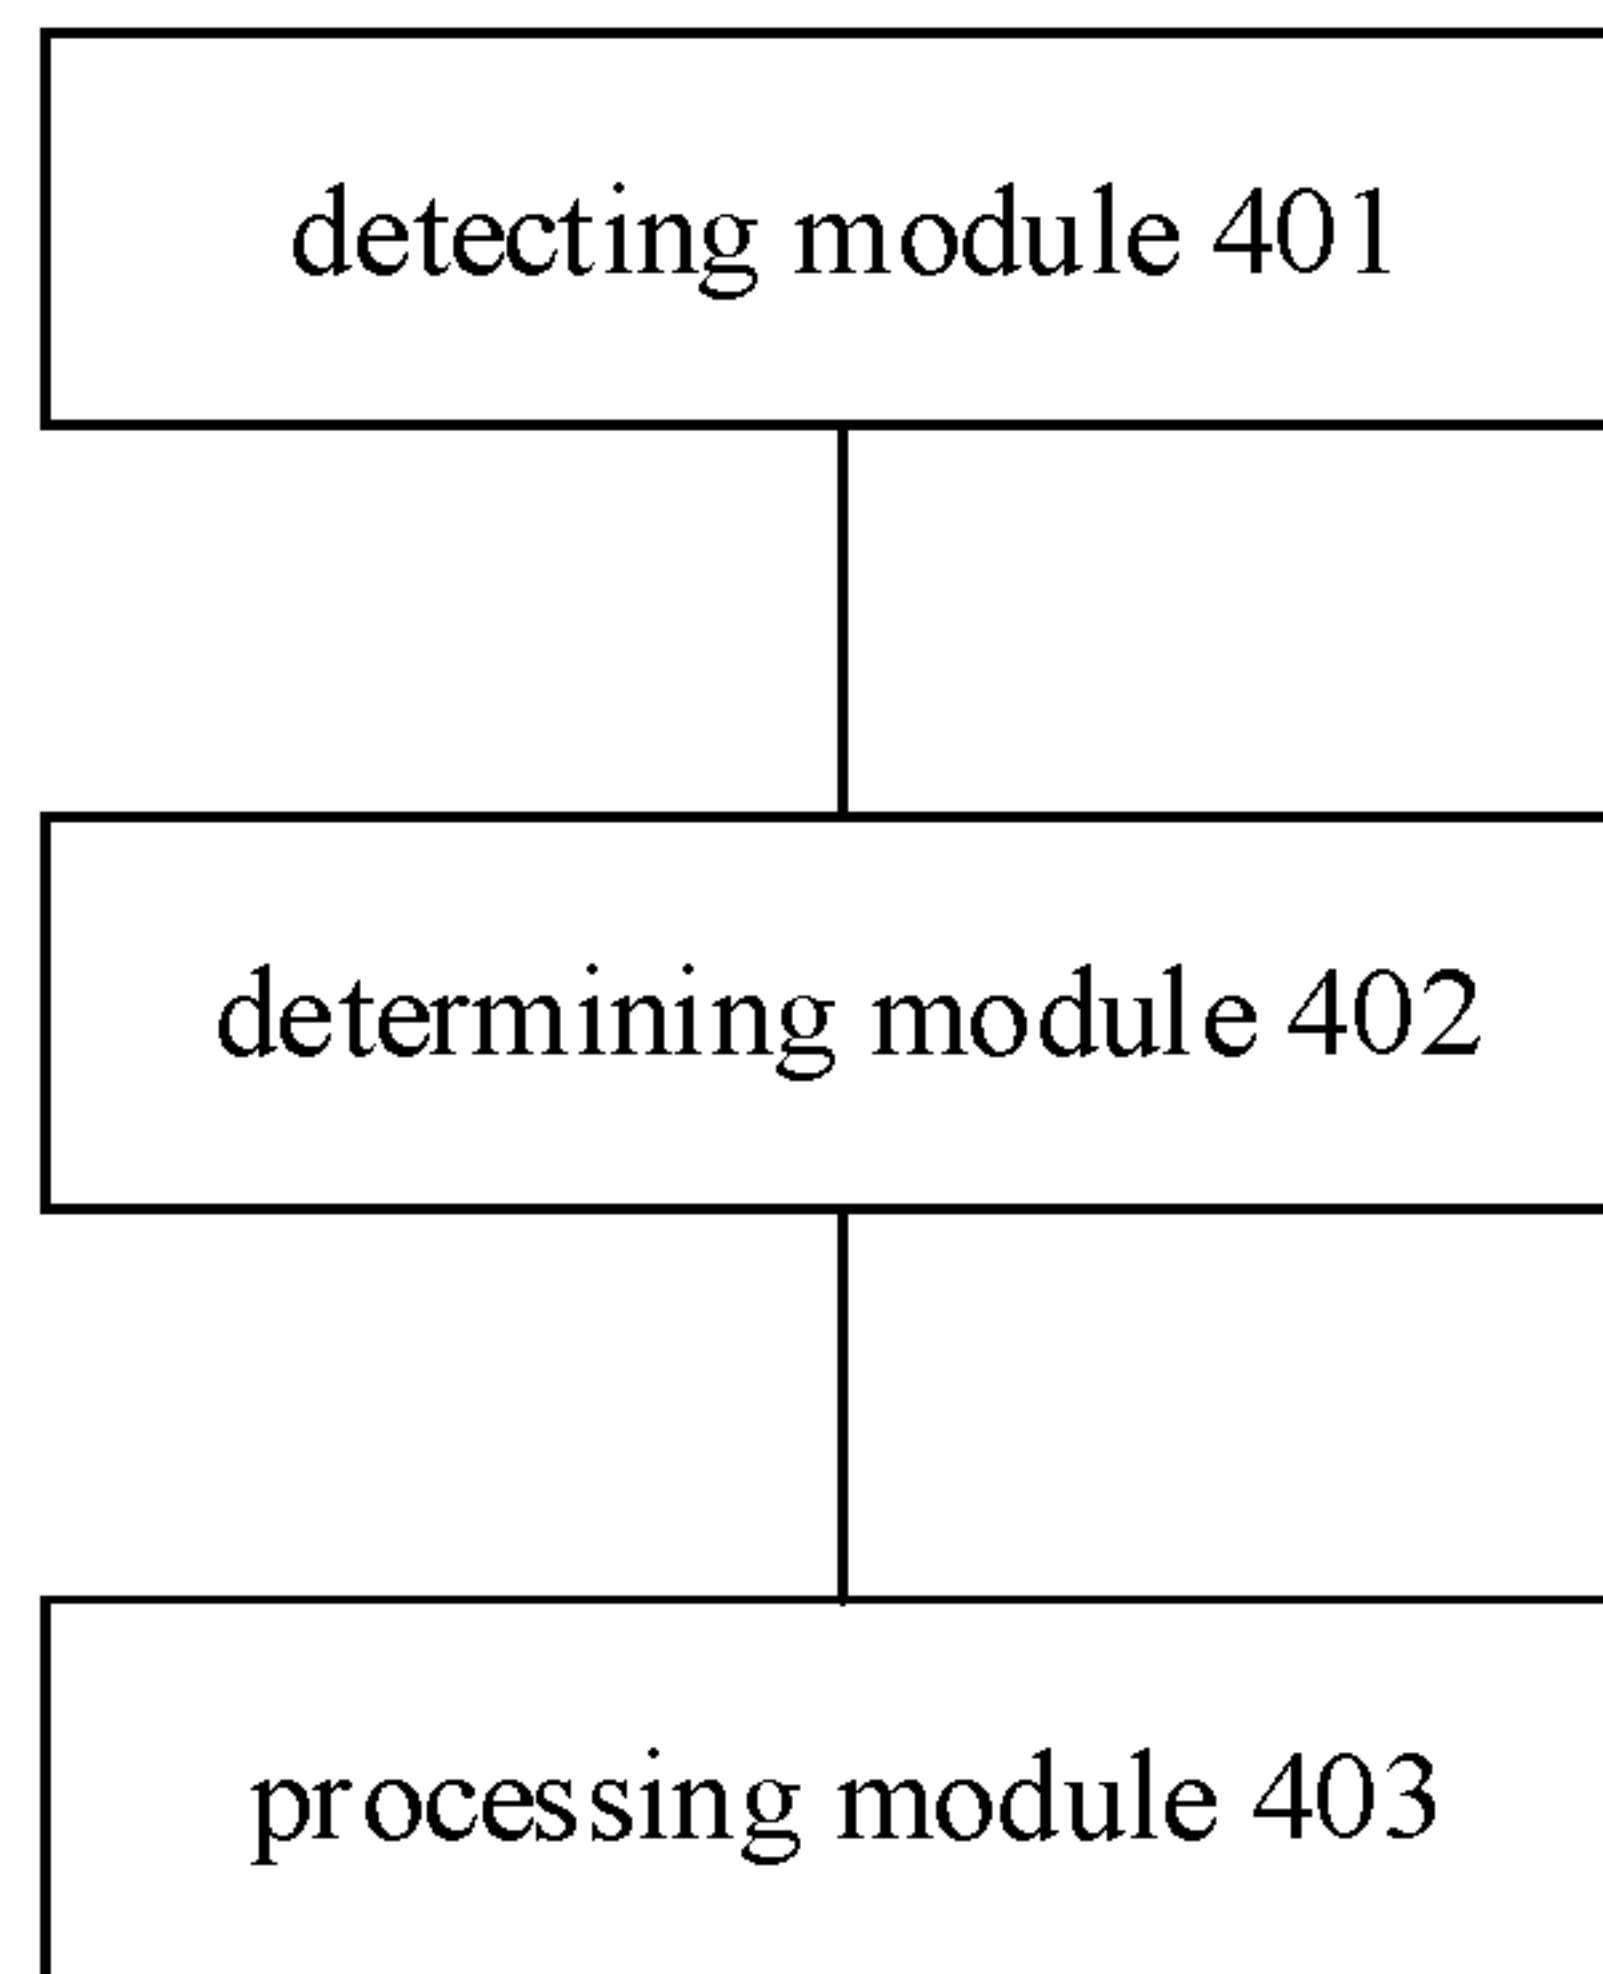 detecting module 401
determining module 402
processing module 403